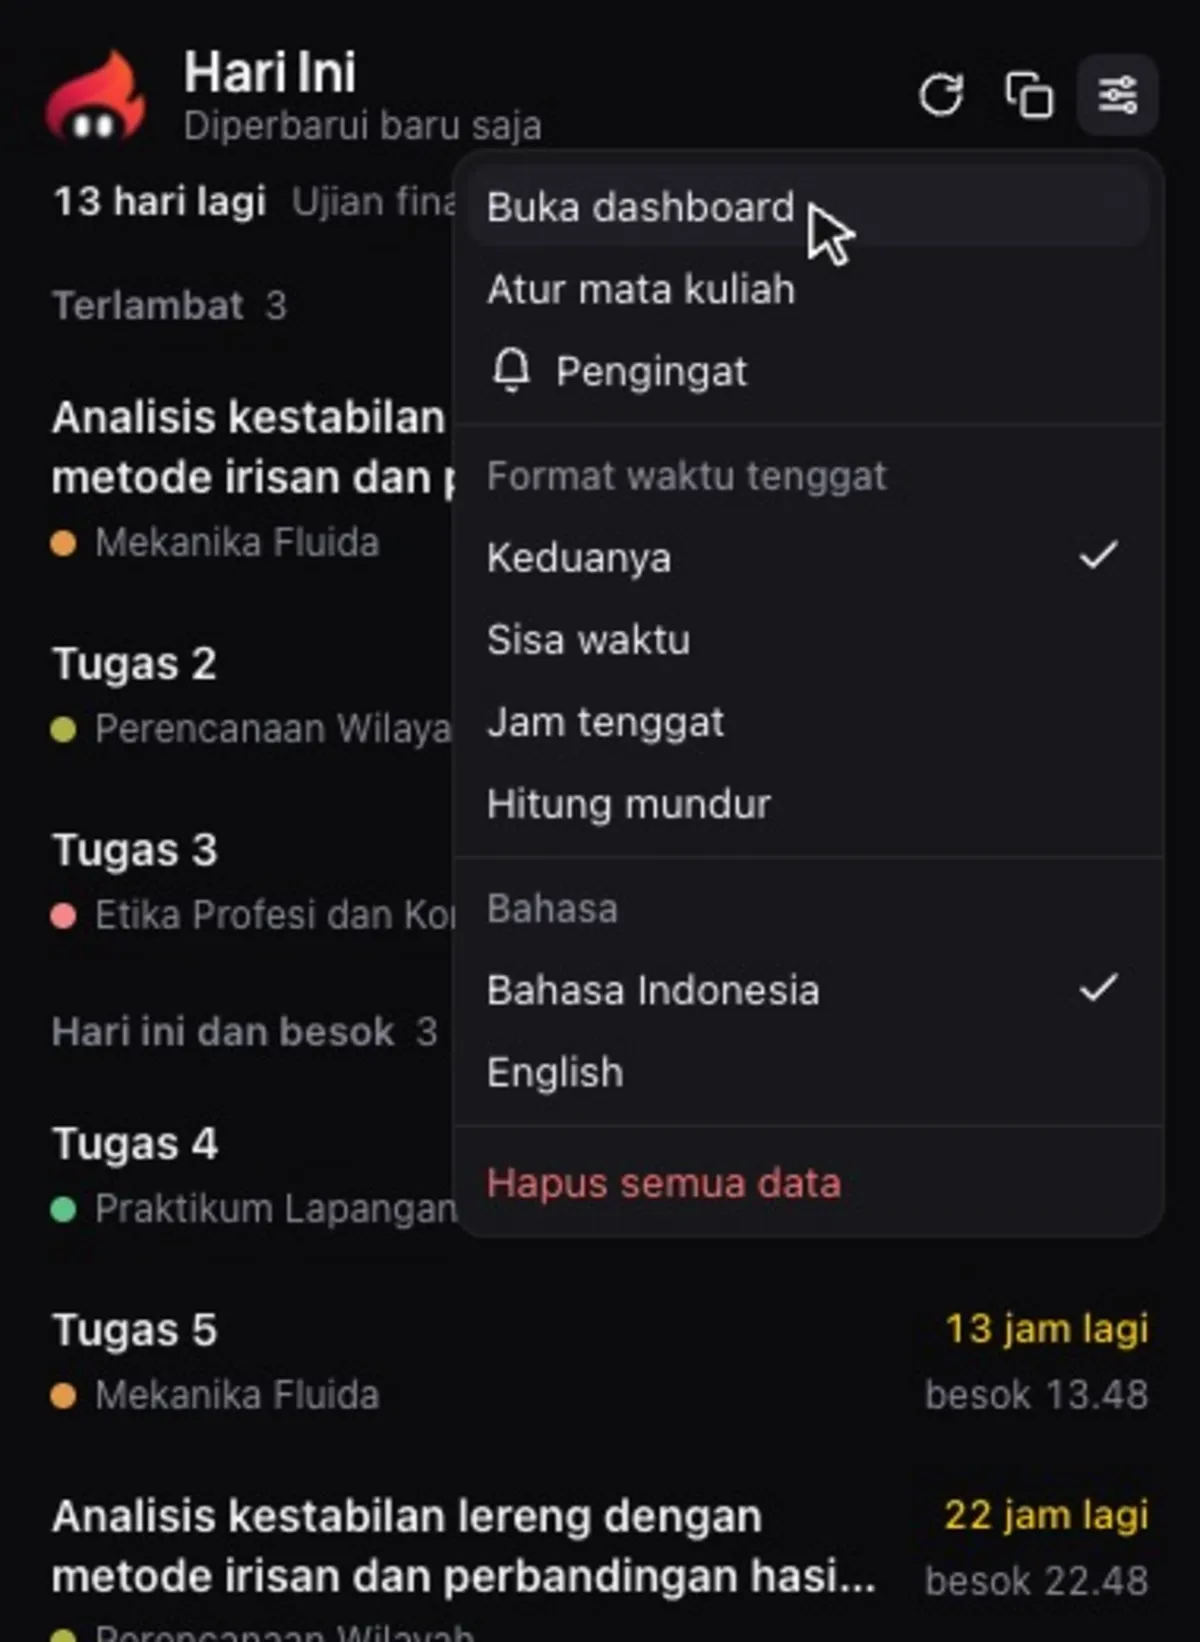 Hari Ini
Diperbarui baru saja
13 hari lagi Ujian
Buka dashboard
Atur mata kuliah
Pengingat
Format waktu tenggat
Keduanya
Sisa waktu
Jam tenggat
Hitung mundur
Bahasa
Bahasa Indonesia
English
Hapus semua data
Terlambat 3
Analisis kestabilan
metode irisan dan
Mekanika Fluida
Tugas 2
Perencanaan
Tugas 3
Etika Profesi dan
Hari ini dan besok 3
Tugas 4
Praktikum Lapangan
Tugas 5
13 jam lagi
Mekanika Fluida
besok 13.48
Analisis kestabilan lereng dengan
22 jam lagi
metode irisan dan perbandingan hasi...
besok 22.48
Perencanaan Wilayah